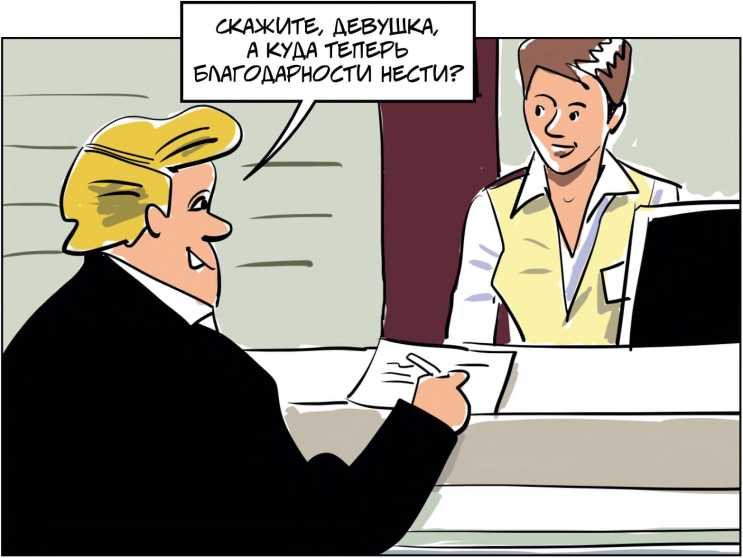 СКАЖИТЕ, ДЕВУШКА,
А КУДА ТЕПЕРЬ
БЛАГОДАРНОСТИ НЕСТИ?